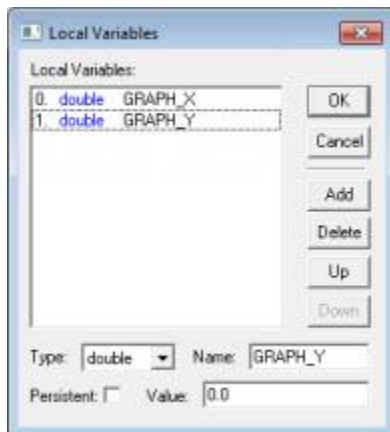 Local Variables
Local Variables:
0. double GRAPH_X
1. double GRAPH_Y
OK
Cancel
Add
Delete
Up
Down
Type: double Name: GRAPH_Y
Persistent: Value: 0.0